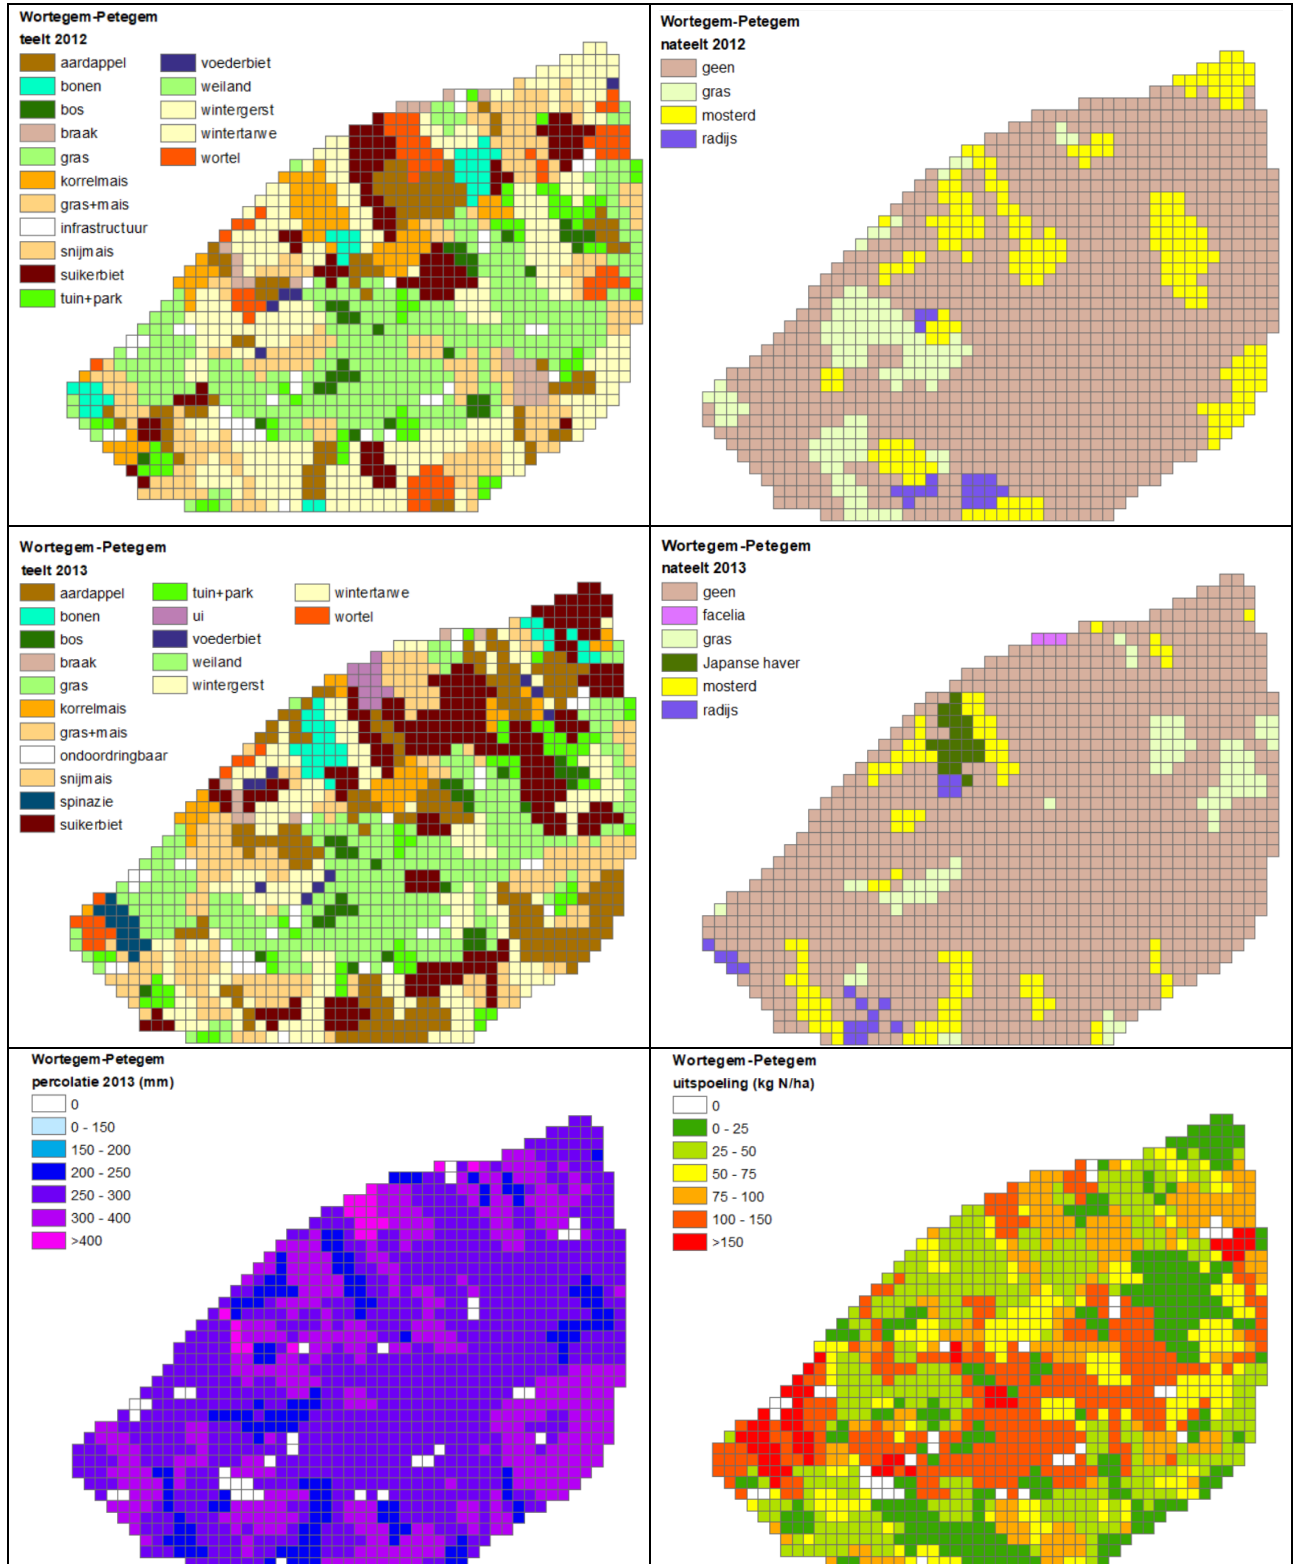 Wortegem-Petegem
teelt 2012
aardappel
bonen
bos
braak
gras
korrelmais
gras+mais
infrastructuur
snijmais
suikerbiet
tuin+park
voederbiet
weiland
wintergerst
wintertarwe
wortel
Wortegem-Petegem
nateelt 2012
geen
gras
mosterd
radijs
Wortegem-Petegem
teelt 2013
aardappel
bonen
bos
braak
gras
korrelmais
gras+mais
ondoordringbaar
snijmais
spinazie
suikerbiet
tuin+park
ui
voederbiet
weiland
wintergerst
wintertarwe
wortel
Wortegem-Petegem
nateelt 2013
geen
facelia
gras
Japanse haver
mosterd
radijs
Wortegem-Petegem
percolatie 2013 (mm)
0
0 - 150
150 - 200
200 - 250
250 - 300
300 - 400
>400
Wortegem-Petegem
uitspoeling (kg N/ha)
0
0 - 25
25 - 50
50 - 75
75 - 100
100 - 150
>150